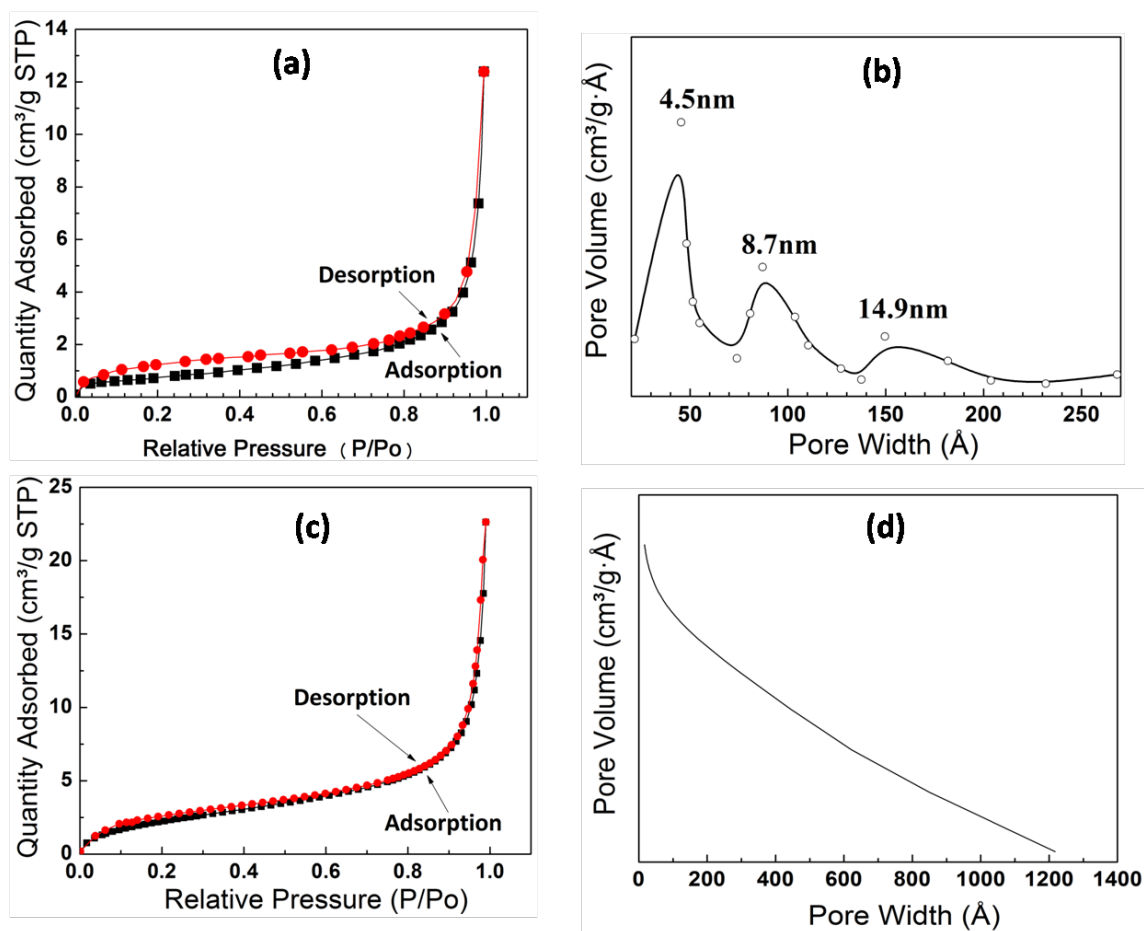 (a)
Quantity Adsorbed (cm³/g STP)
14
12
10
8
6
4
2
0
Desorption
Adsorption
0.0 0.2 0.4 0.6 0.8 1.0
Relative Pressure (P/Po)
(b)
Pore Volume (cm³/g·Å)
4.5nm
8.7nm
14.9nm
50 100 150 200 250
Pore Width (Å)
(c)
Quantity Adsorbed (cm³/g STP)
25
20
15
10
5
0
Desorption
Adsorption
0.0 0.2 0.4 0.6 0.8 1.0
Relative Pressure (P/Po)
(d)
Pore Volume (cm³/g·Å)
0 200 400 600 800 1000 1200 1400
Pore Width (Å)